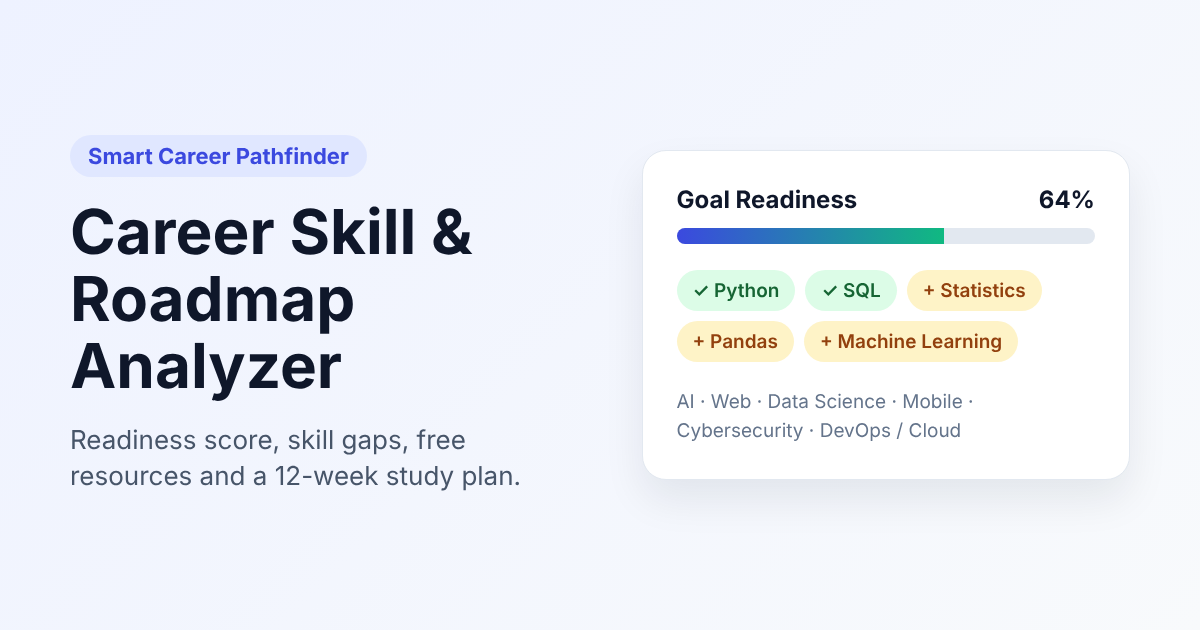 Smart Career Pathfinder
Career Skill &
Roadmap
Analyzer
Readiness score, skill gaps, free
resources and a 12-week study plan.
Goal Readiness 64%
✓ Python ✓ SQL + Statistics
+ Pandas + Machine Learning
AI · Web · Data Science · Mobile ·
Cybersecurity · DevOps / Cloud